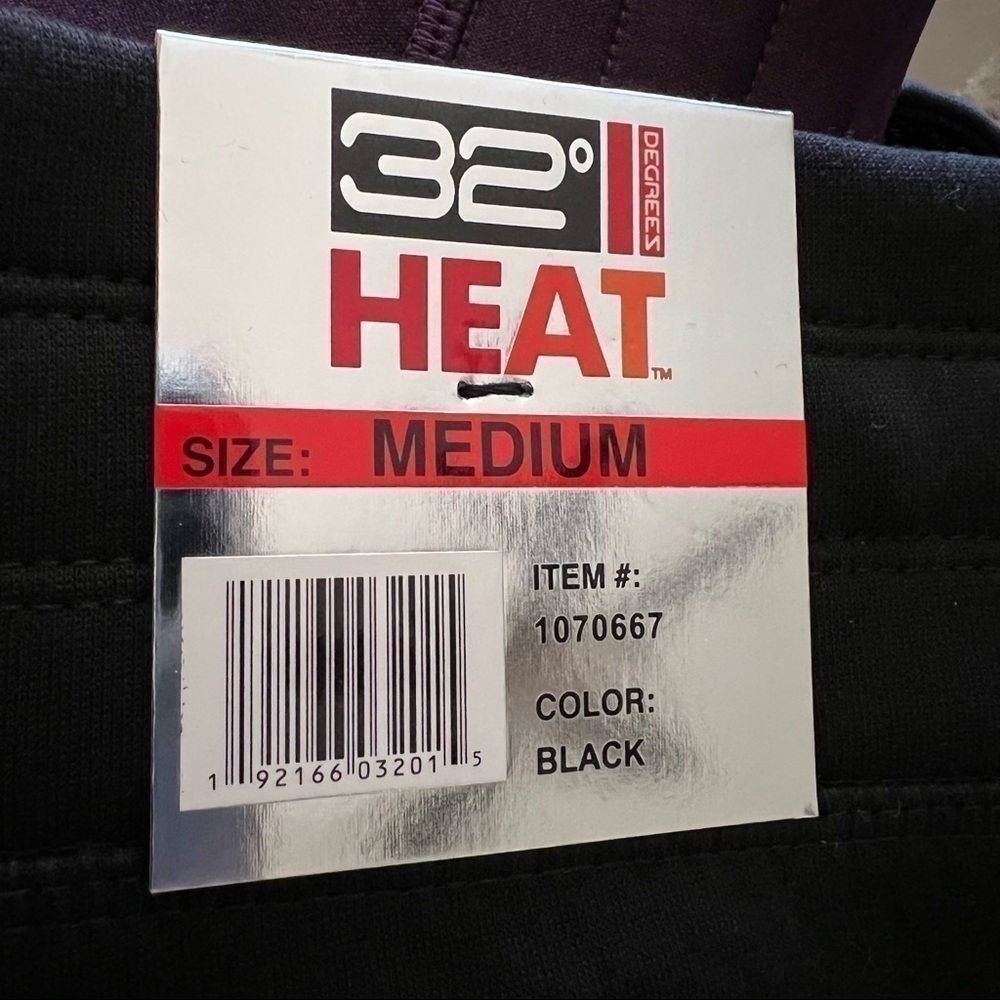 32°
DEGREES
HEAT™
SIZE: MEDIUM
ITEM #:
1070667
COLOR:
BLACK
1 92166 03201 5